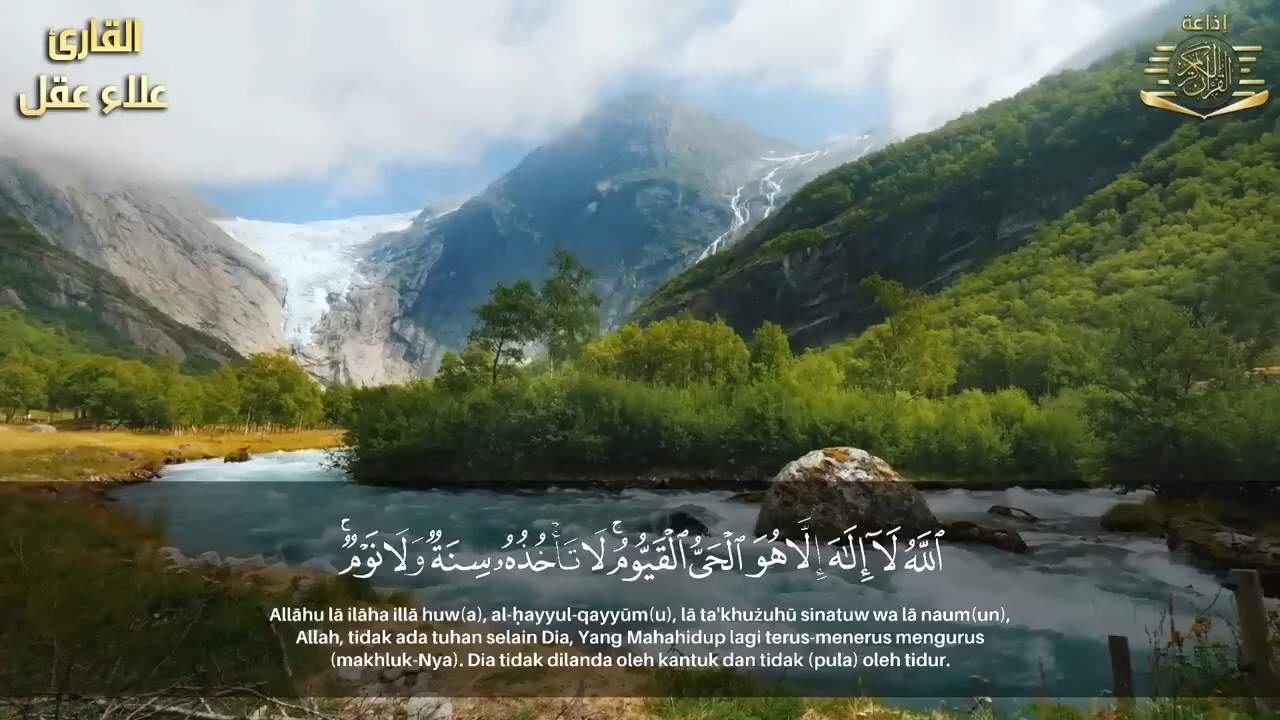 القارئ
علاء عقل
إذاعة
القرآن الكريم
ٱللَّهُ لَآ إِلَٰهَ إِلَّا هُوَ ٱلْحَىُّ ٱلْقَيُّومُ ۚ لَا تَأْخُذُهُۥ سِنَةٌ وَلَا نَوْمٌ ۚ
Allāhu lā ilāha illā huw(a), al-ḥayyul-qayyūm(u), lā ta'khużuhū sinatuw wa lā naum(un),
Allah, tidak ada tuhan selain Dia, Yang Mahahidup lagi terus-menerus mengurus
(makhluk-Nya). Dia tidak dilanda oleh kantuk dan tidak (pula) oleh tidur.